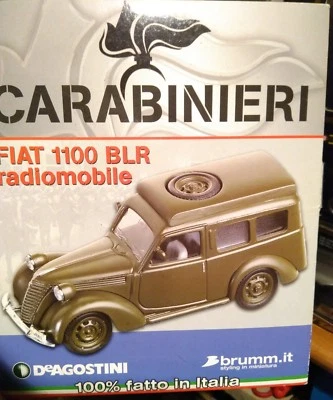 CARABINIERI
FIAT 1100 BLR
radiomobile
DEAGOSTINI
brumm.it
styling in miniatura
100% fatto in Italia